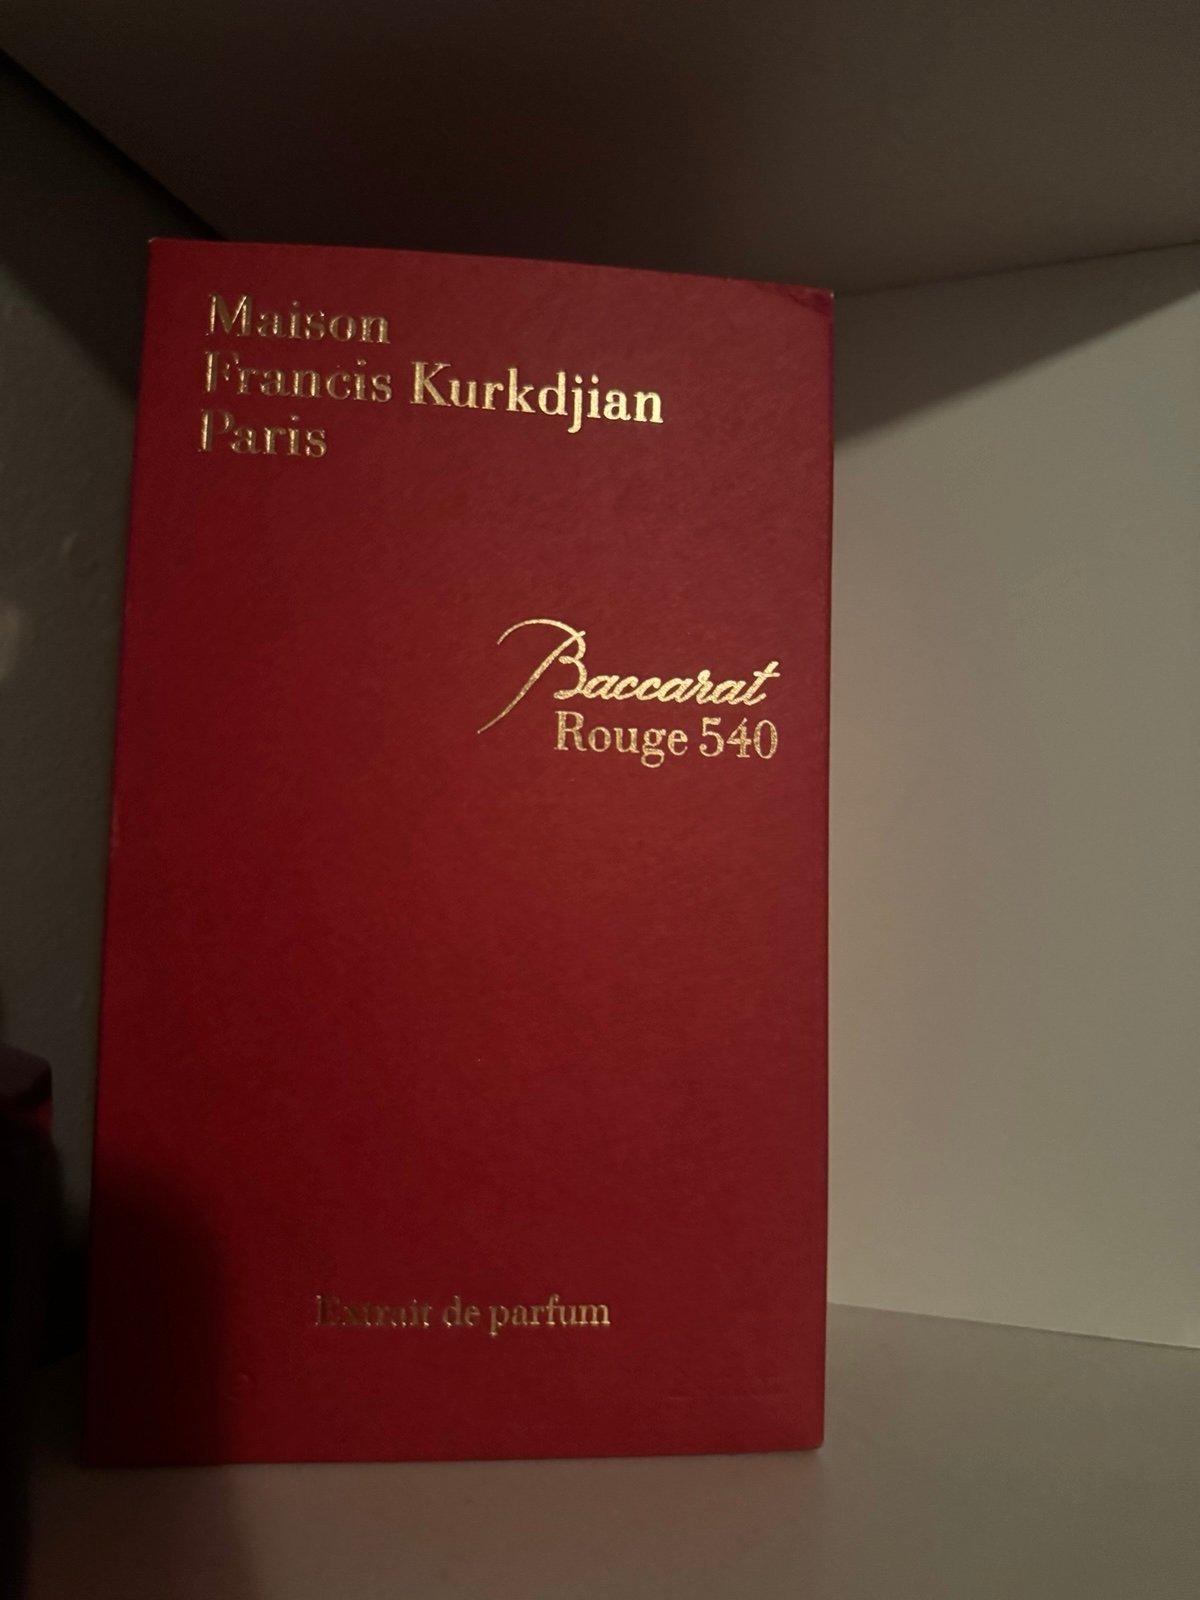 Maison
Francis Kurkdjian
Paris
Baccarat
Rouge 540
Extrait de parfum